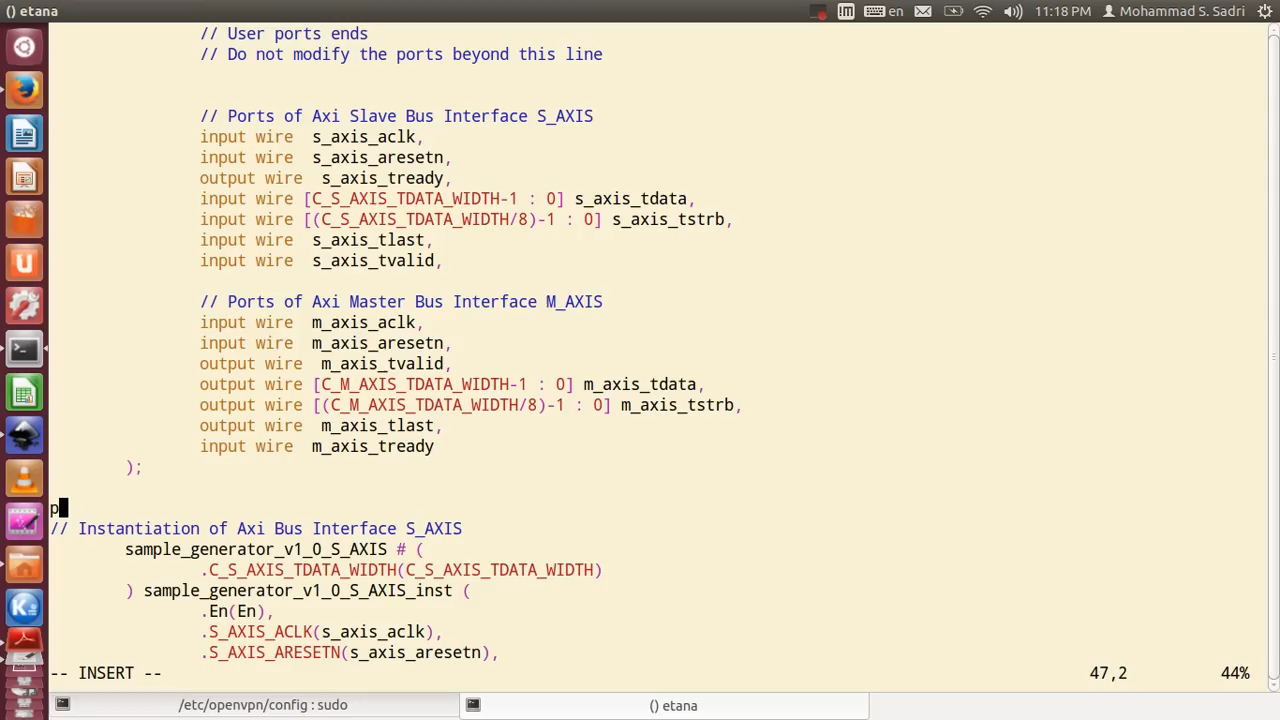 () etana
en
11:18 PM
Mohammad S. Sadri
// User ports ends
// Do not modify the ports beyond this line
// Ports of Axi Slave Bus Interface S_AXIS
input wire  s_axis_aclk,
input wire  s_axis_aresetn,
output wire  s_axis_tready,
input wire [C_S_AXIS_TDATA_WIDTH-1 : 0] s_axis_tdata,
input wire [(C_S_AXIS_TDATA_WIDTH/8)-1 : 0] s_axis_tstrb,
input wire  s_axis_tlast,
input wire  s_axis_tvalid,
// Ports of Axi Master Bus Interface M_AXIS
input wire  m_axis_aclk,
input wire  m_axis_aresetn,
output wire  m_axis_tvalid,
output wire [C_M_AXIS_TDATA_WIDTH-1 : 0] m_axis_tdata,
output wire [(C_M_AXIS_TDATA_WIDTH/8)-1 : 0] m_axis_tstrb,
output wire  m_axis_tlast,
input wire  m_axis_tready
);
p
// Instantiation of Axi Bus Interface S_AXIS
sample_generator_v1_0_S_AXIS # (
.C_S_AXIS_TDATA_WIDTH(C_S_AXIS_TDATA_WIDTH)
) sample_generator_v1_0_S_AXIS_inst (
.En(En),
.S_AXIS_ACLK(s_axis_aclk),
.S_AXIS_ARESETN(s_axis_aresetn),
-- INSERT --
47,2
44%
/etc/openvpn/config : sudo
() etana